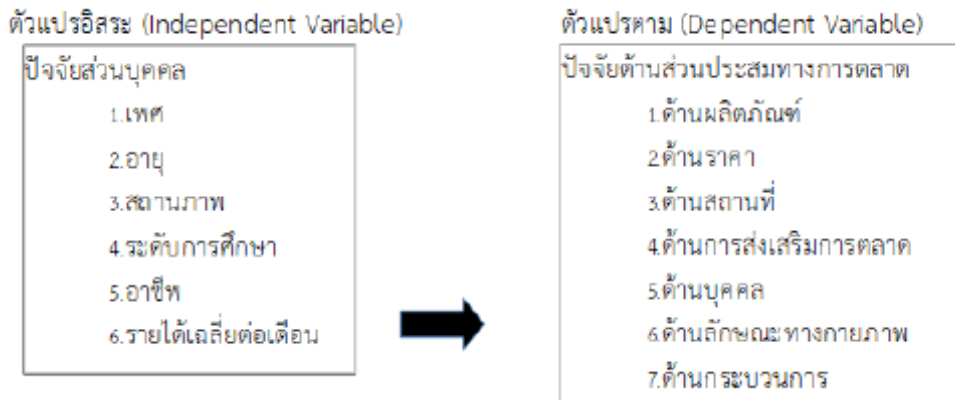 ตัวแปรอิสระ (Independent Variable)
ปัจจัยส่วนบุคคล
1.เพศ
2.อายุ
3.สถานภาพ
4.ระดับการศึกษา
5.อาชีพ
6.รายได้เฉลี่ยต่อเดือน
ตัวแปรตาม (Dependent Variable)
ปัจจัยด้านส่วนประสมทางการตลาด
1.ด้านผลิตภัณฑ์
2.ด้านราคา
3.ด้านสถานที่
4.ด้านการส่งเสริมการตลาด
5.ด้านบุคคล
6.ด้านลักษณะทางกายภาพ
7.ด้านกระบวนการ